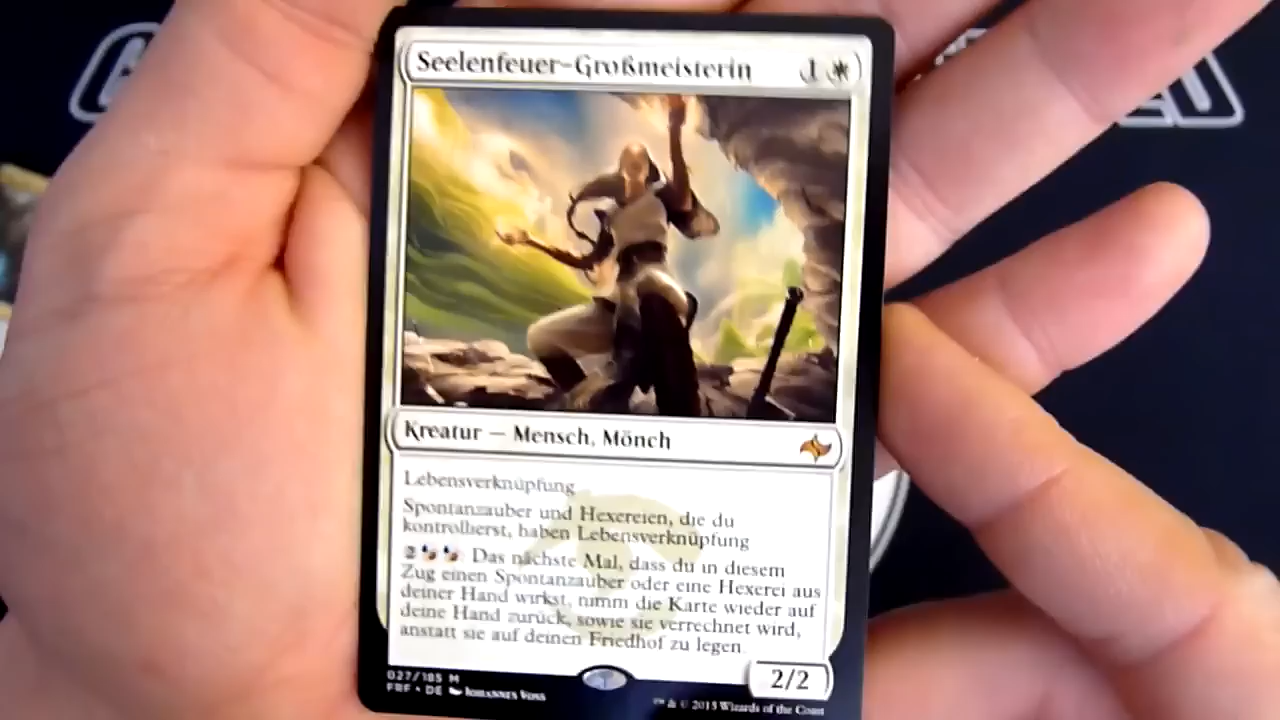 Seelenfeuer-Großmeisterin 1
Kreatur — Mensch, Mönch
Lebensverknüpfung
Spontanzauber und Hexereien, die du
kontrollierst, haben Lebensverknüpfung
2 : Das nächste Mal, dass du in diesem
Zug einen Spontanzauber oder eine Hexerei aus
deiner Hand wirkst, nimm die Karte wieder auf
deine Hand zurück, sowie sie verrechnet wird,
anstatt sie auf deinen Friedhof zu legen.
2/2
027/185 M
FRF • DE Johannes Voss
™ & © 2015 Wizards of the Coast